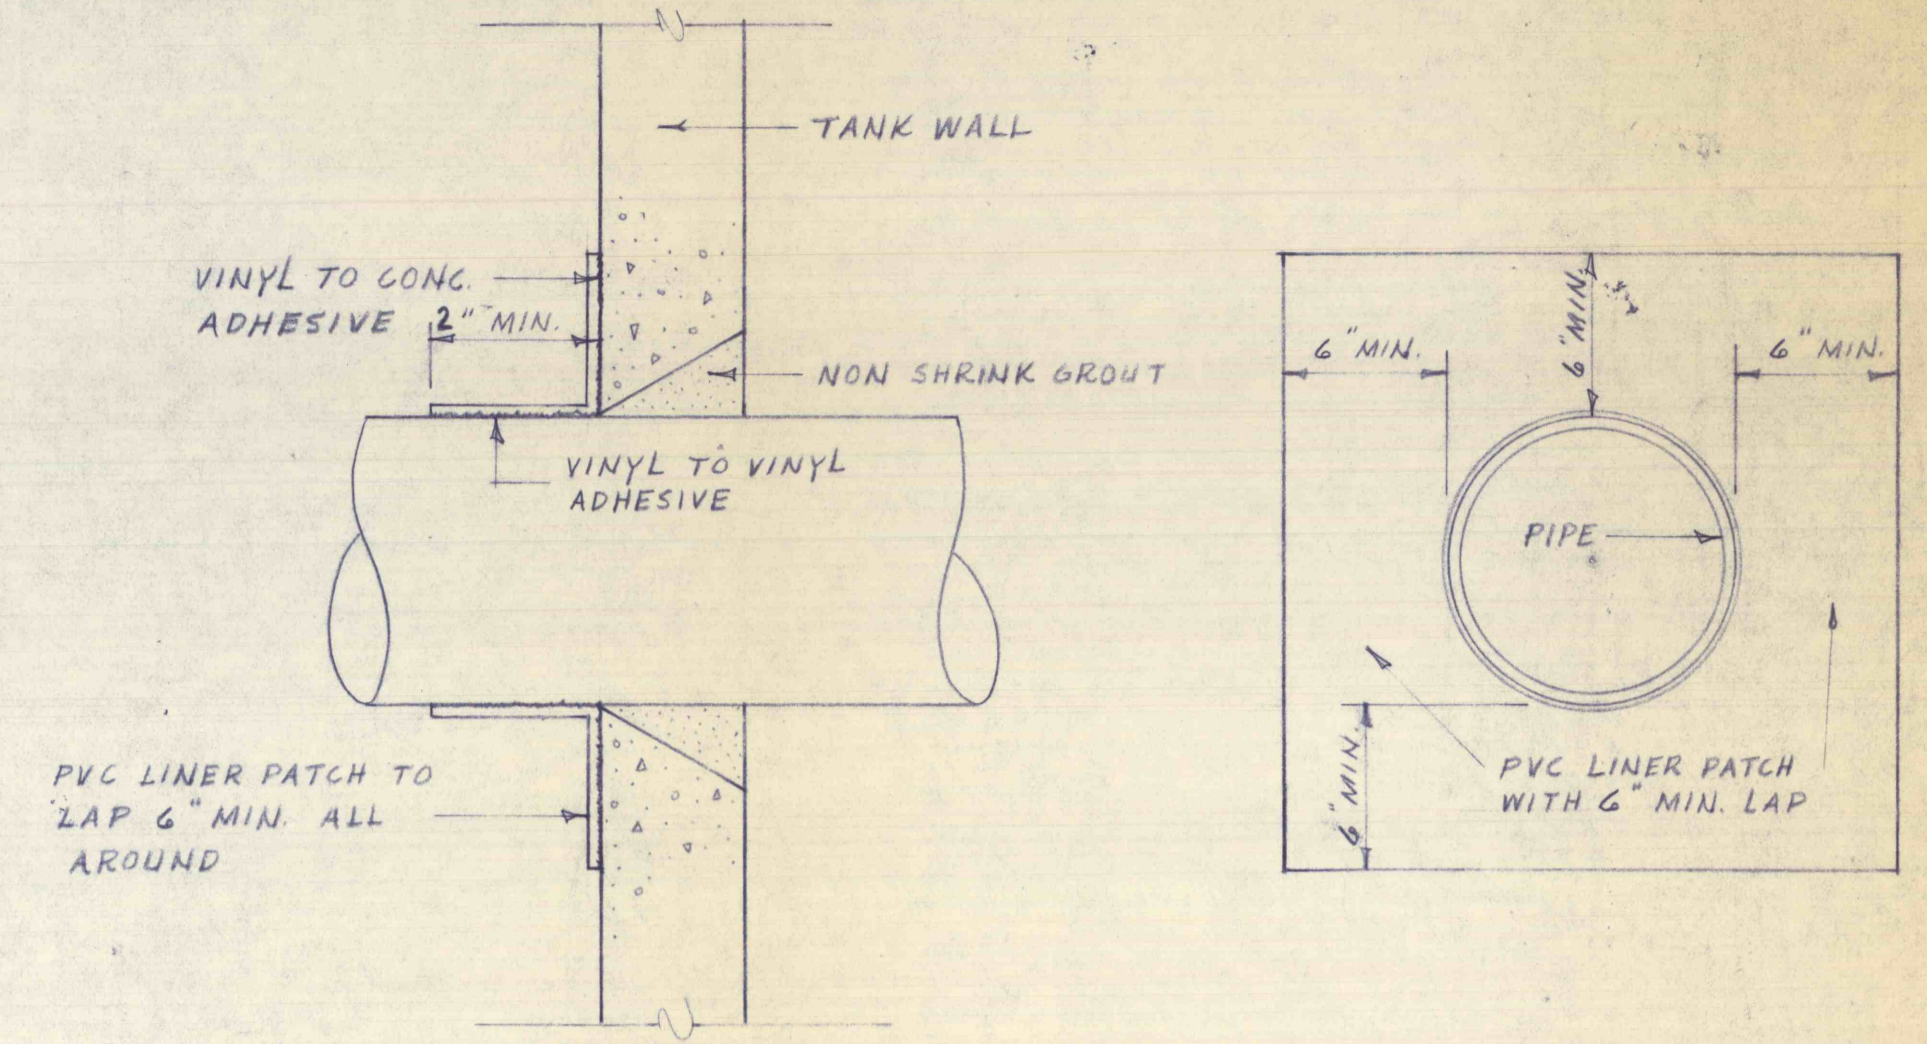 TANK WALL
VINYL TO CONC.
ADHESIVE
2" MIN.
NON SHRINK GROUT
VINYL TO VINYL
ADHESIVE
PVC LINER PATCH TO
LAP 6" MIN. ALL
AROUND
6" MIN.
6" MIN.
6" MIN.
PIPE
6" MIN.
PVC LINER PATCH
WITH 6" MIN. LAP